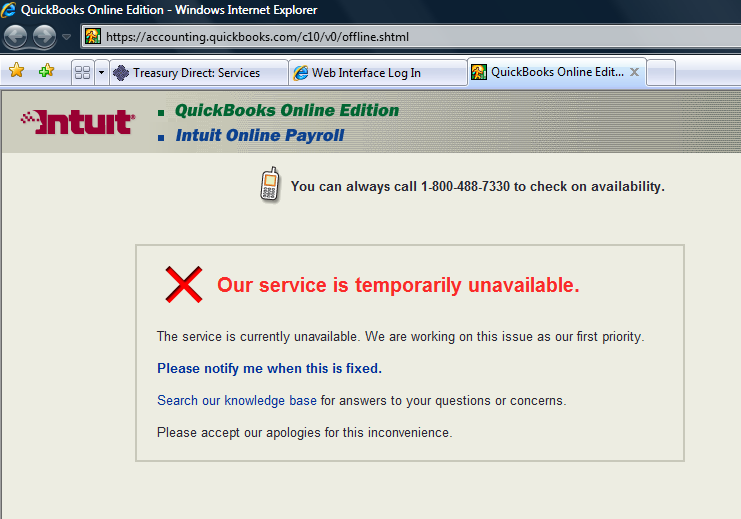 QuickBooks Online Edition - Windows Internet Explorer
https://accounting.quickbooks.com/c10/v0/offline.shtml
Treasury Direct: Services
Web Interface Log In
QuickBooks Online Edit...
Intuit®
QuickBooks Online Edition
Intuit Online Payroll
You can always call 1-800-488-7330 to check on availability.
Our service is temporarily unavailable.
The service is currently unavailable. We are working on this issue as our first priority.
Please notify me when this is fixed.
Search our knowledge base for answers to your questions or concerns.
Please accept our apologies for this inconvenience.